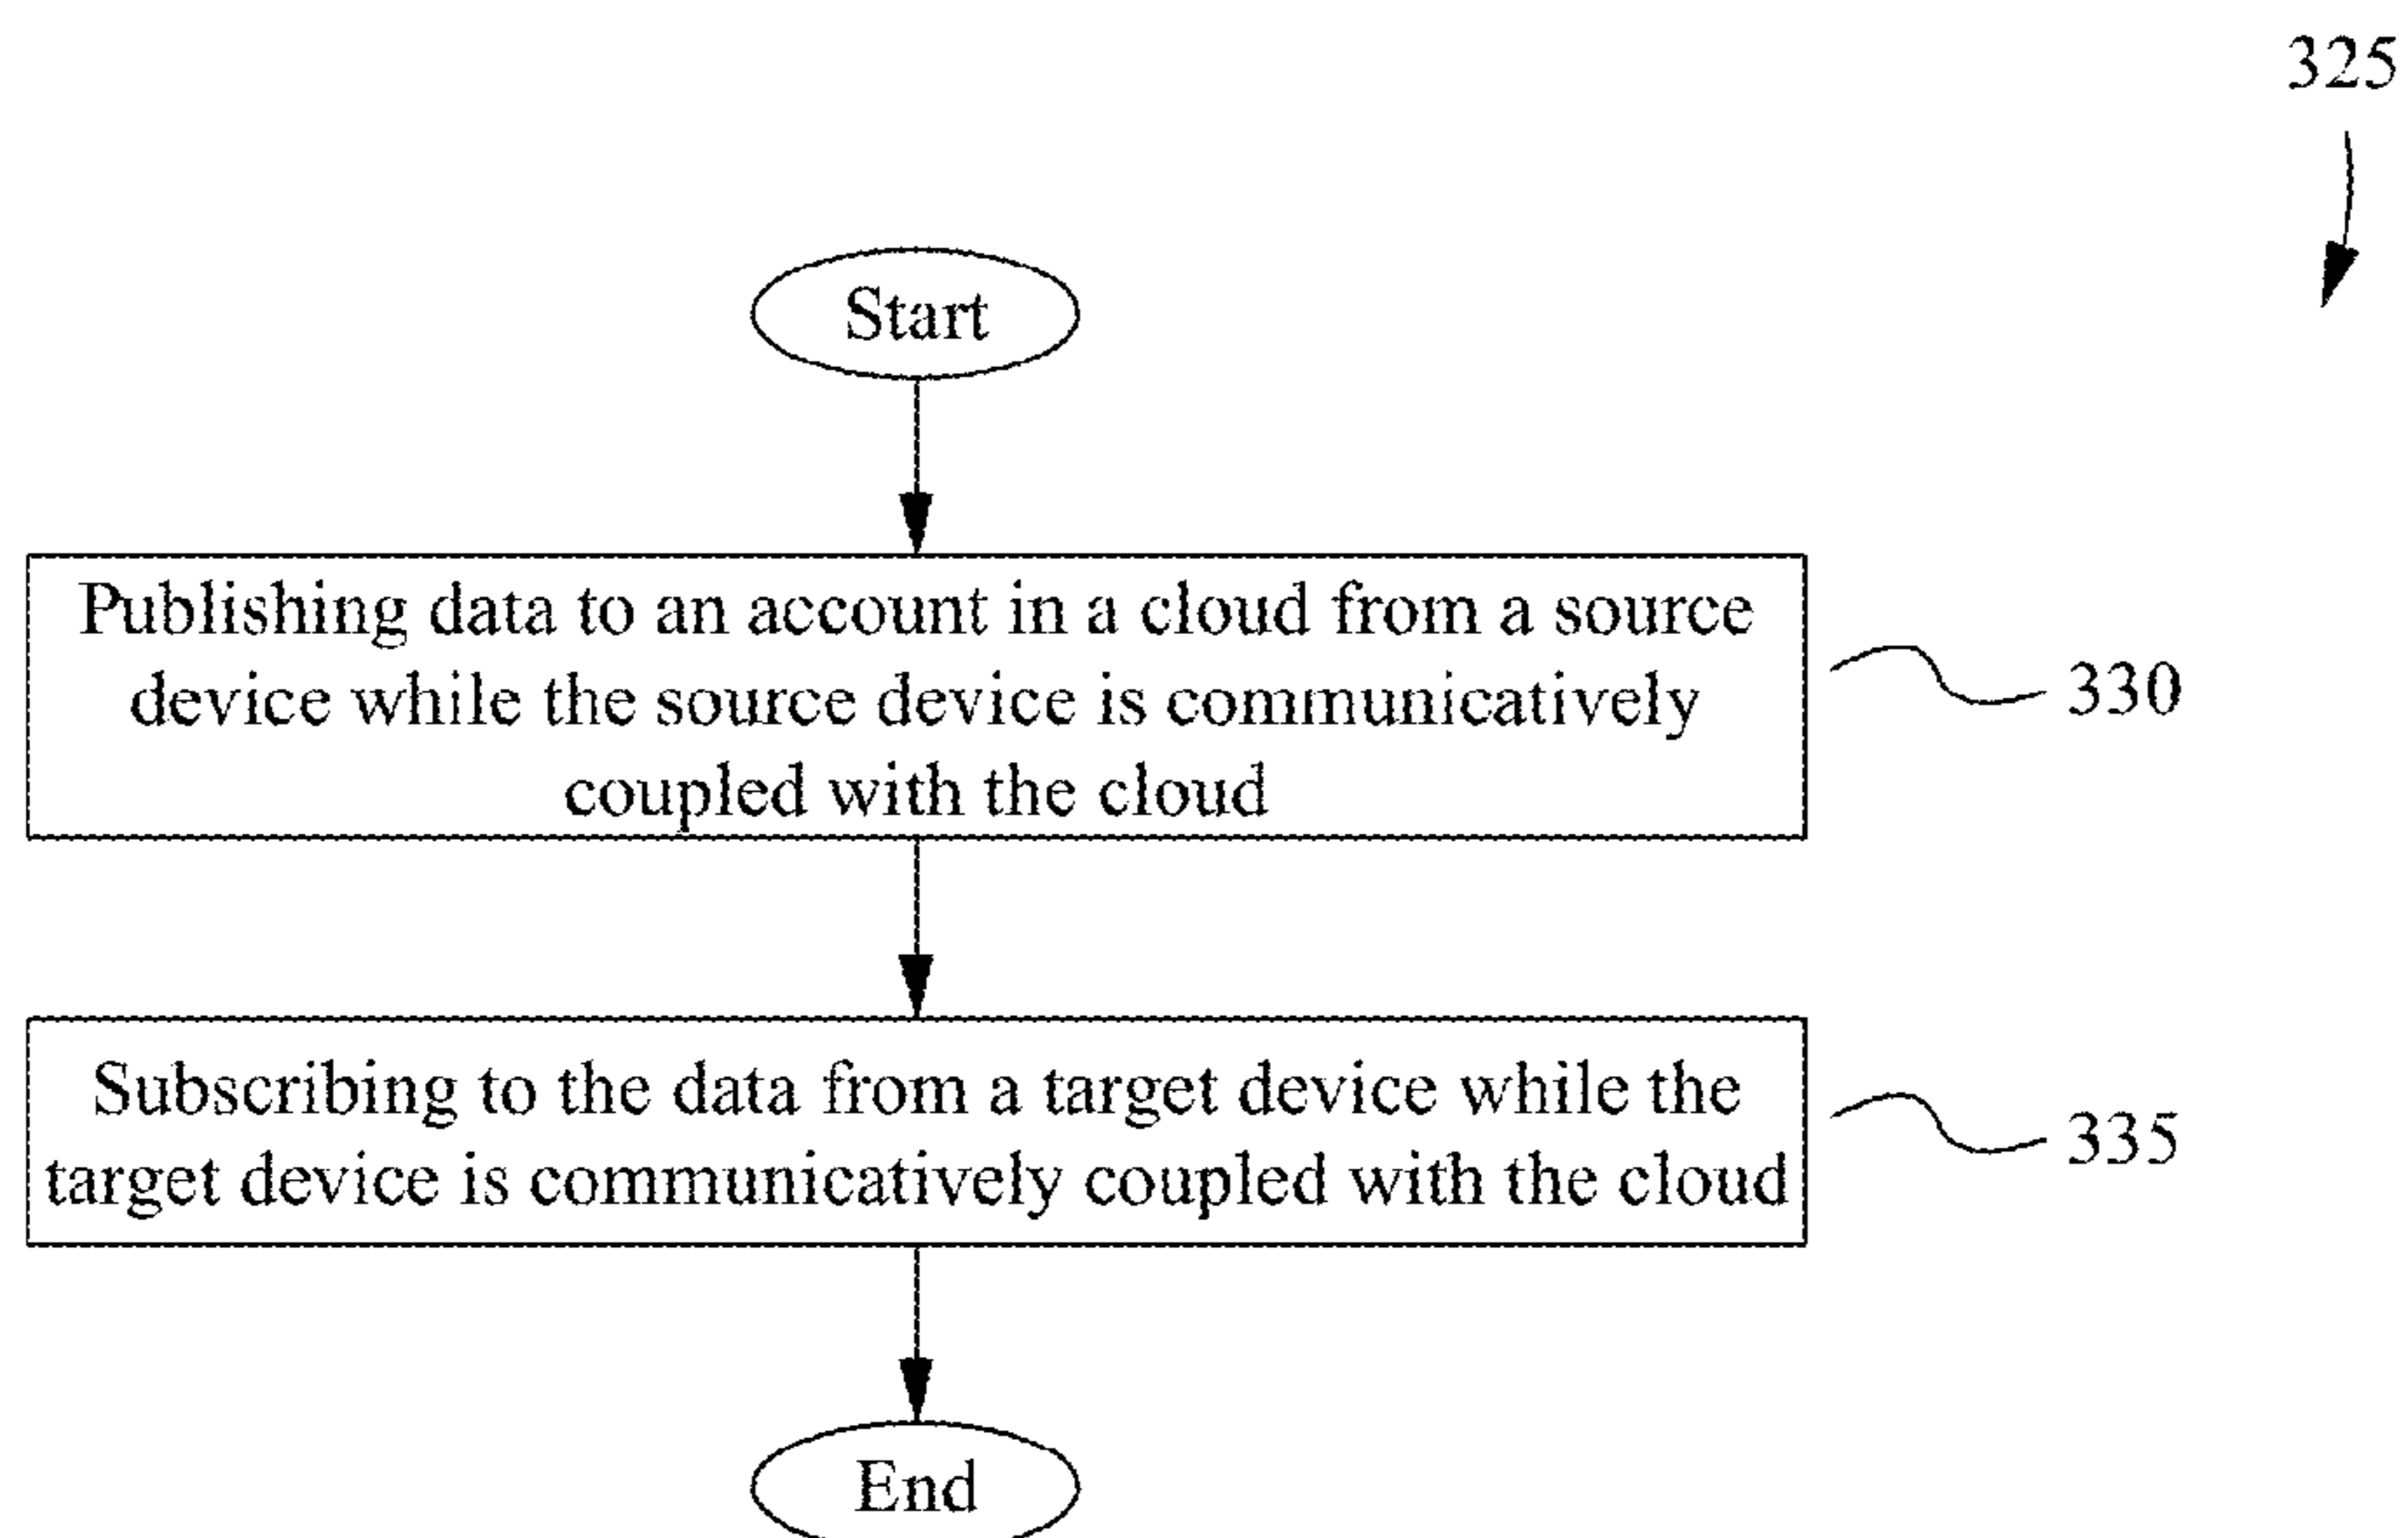 325
Start
Publishing data to an account in a cloud from a source
device while the source device is communicatively
coupled with the cloud
330
Subscribing to the data from a target device while the
target device is communicatively coupled with the cloud
335
End